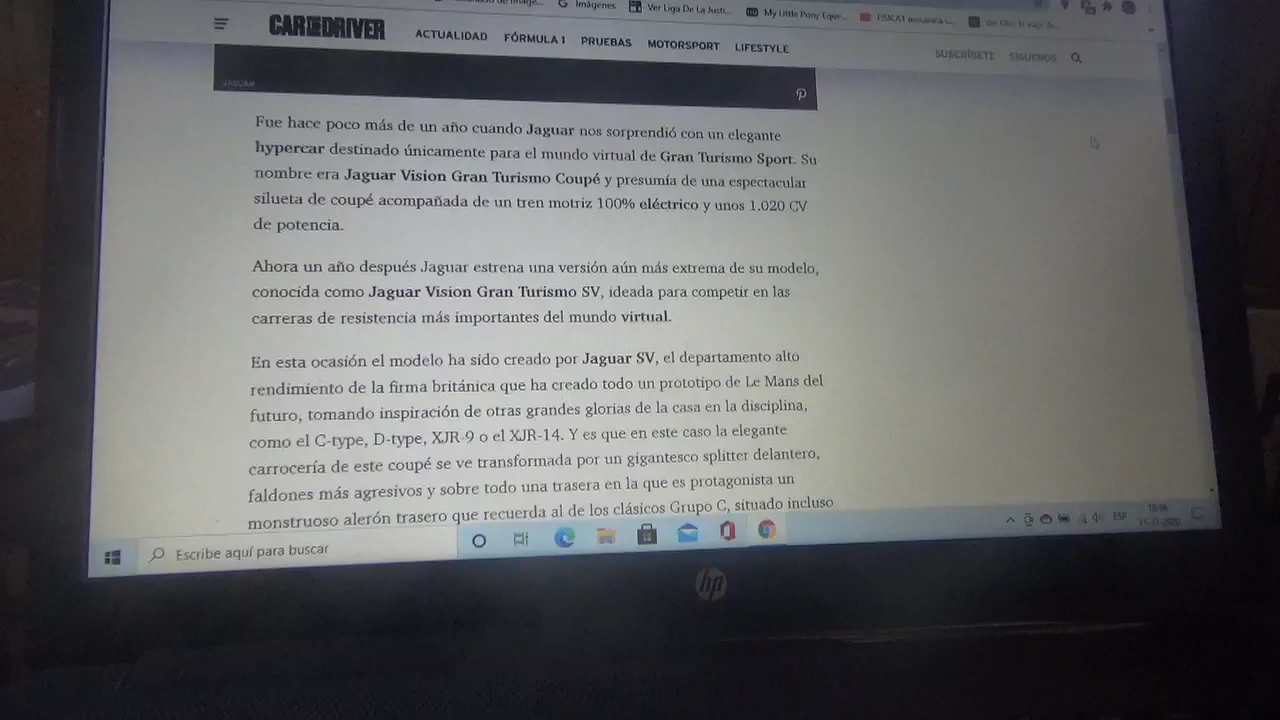 Imágenes Ver Liga De La Justi... My Little Pony Eque...
CAR AND DRIVER ACTUALIDAD FÓRMULA 1 PRUEBAS MOTORSPORT LIFESTYLE SUSCRÍBETE SÍGUENOS
JAGUAR
Fue hace poco más de un año cuando Jaguar nos sorprendió con un elegante
hypercar destinado únicamente para el mundo virtual de Gran Turismo Sport. Su
nombre era Jaguar Vision Gran Turismo Coupé y presumía de una espectacular
silueta de coupé acompañada de un tren motriz 100% eléctrico y unos 1.020 CV
de potencia.
Ahora un año después Jaguar estrena una versión aún más extrema de su modelo,
conocida como Jaguar Vision Gran Turismo SV, ideada para competir en las
carreras de resistencia más importantes del mundo virtual.
En esta ocasión el modelo ha sido creado por Jaguar SV, el departamento alto
rendimiento de la firma británica que ha creado todo un prototipo de Le Mans del
futuro, tomando inspiración de otras grandes glorias de la casa en la disciplina,
como el C-type, D-type, XJR-9 o el XJR-14. Y es que en este caso la elegante
carrocería de este coupé se ve transformada por un gigantesco splitter delantero,
faldones más agresivos y sobre todo una trasera en la que es protagonista un
monstruoso alerón trasero que recuerda al de los clásicos Grupo C, situado incluso
Escribe aquí para buscar ESP
hp